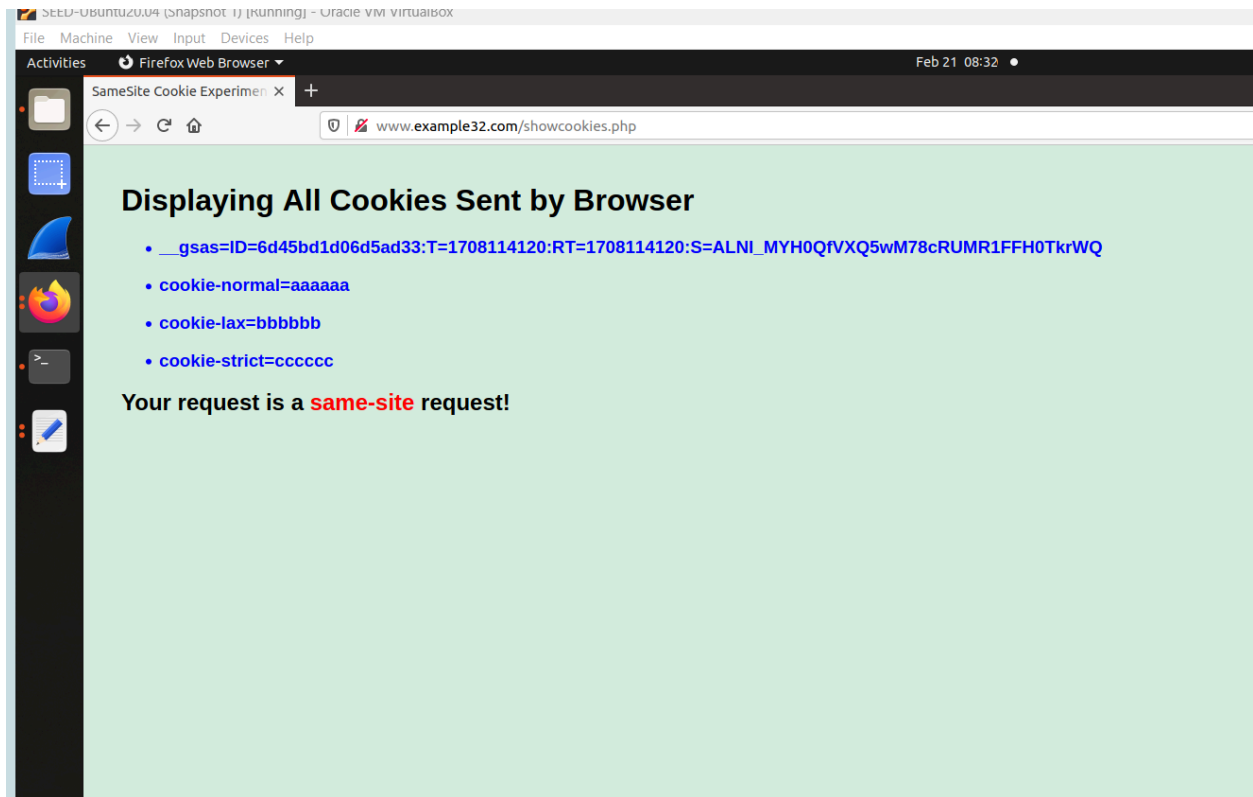 SEED-Ubuntu20.04 (Snapshot 1) [Running] - Oracle VM VirtualBox
File Machine View Input Devices Help
Activities Firefox Web Browser Feb 21 08:32
SameSite Cookie Experimen
www.example32.com/showcookies.php
Displaying All Cookies Sent by Browser
• __gsas=ID=6d45bd1d06d5ad33:T=1708114120:RT=1708114120:S=ALNI_MYH0QfVXQ5wM78cRUMR1FFH0TkrWQ
• cookie-normal=aaaaaa
• cookie-lax=bbbbbb
• cookie-strict=cccccc
Your request is a same-site request!